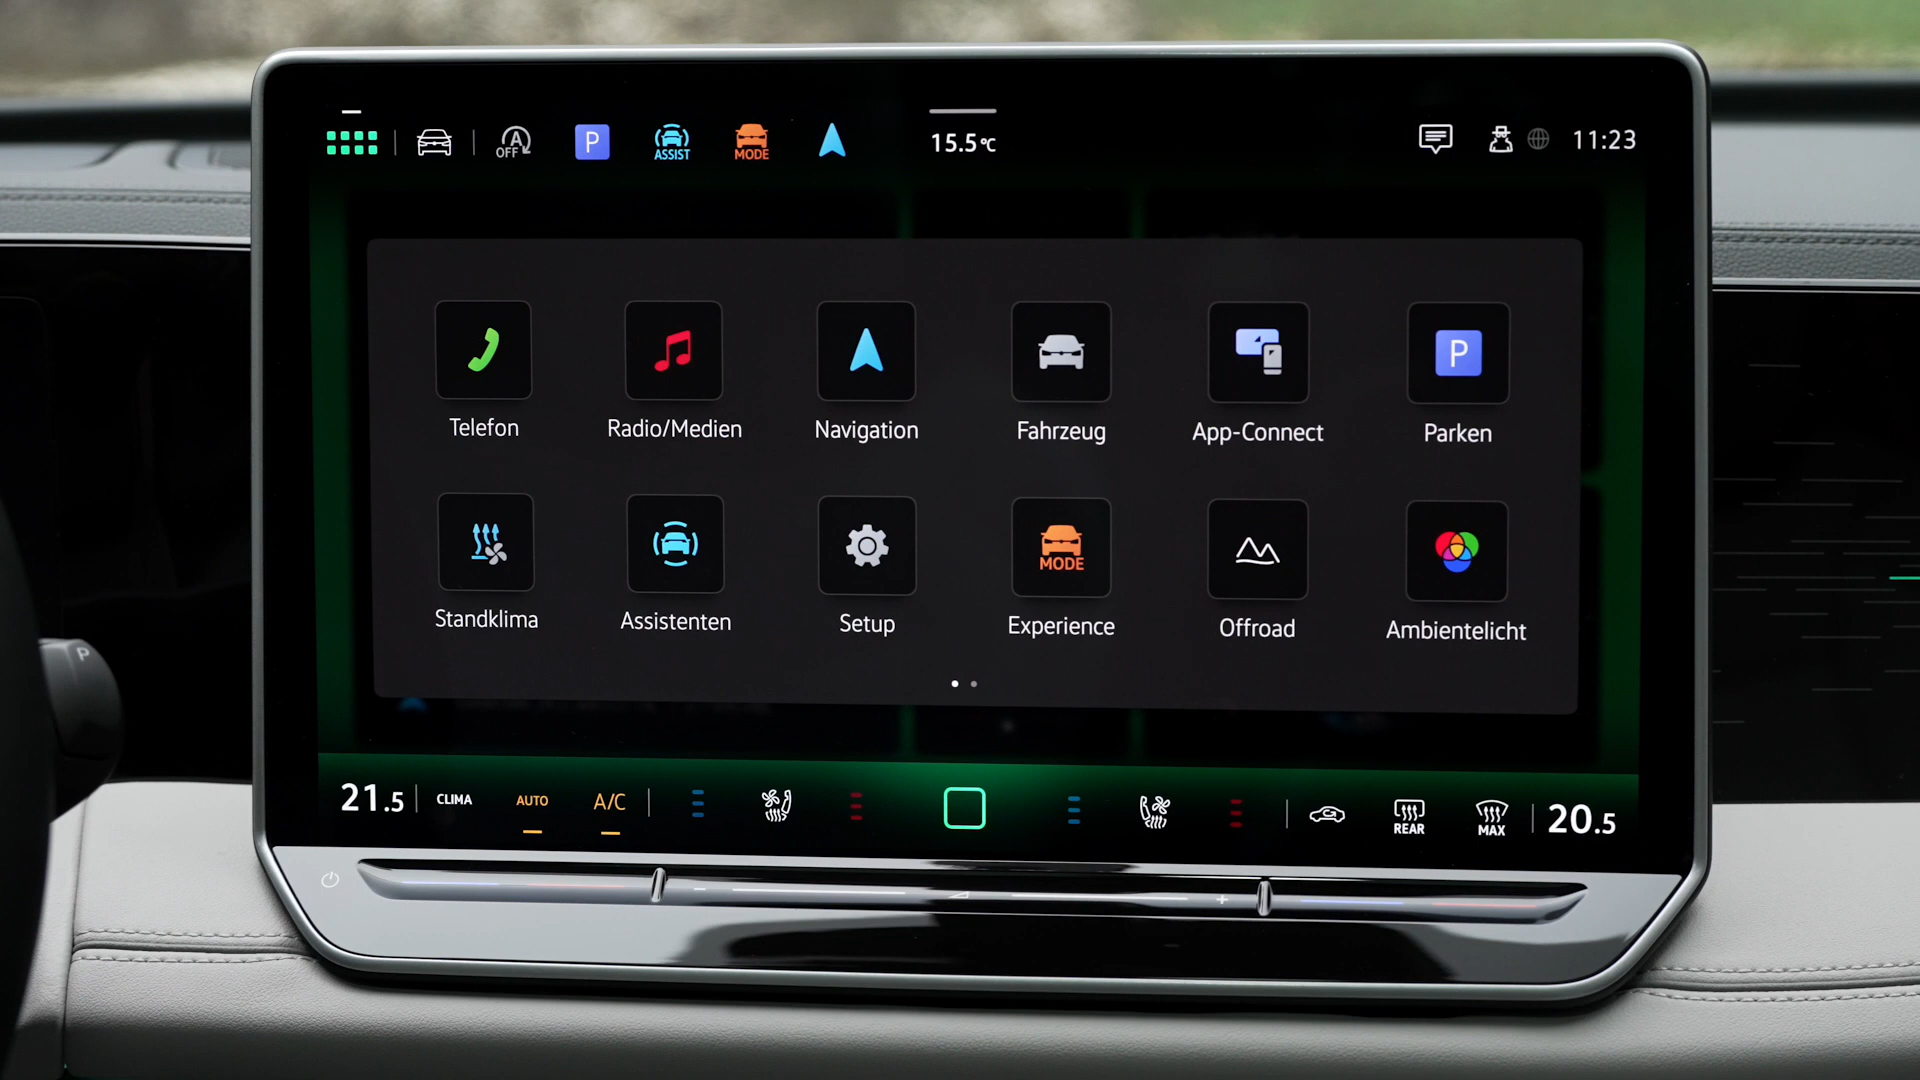 A OFF P ASSIST MODE 15.5°C 11:23
Telefon Radio/Medien Navigation Fahrzeug App-Connect P Parken
Standklima Assistenten Setup MODE Experience Offroad Ambientelicht
21.5 CLIMA AUTO A/C REAR MAX 20.5
- +
P